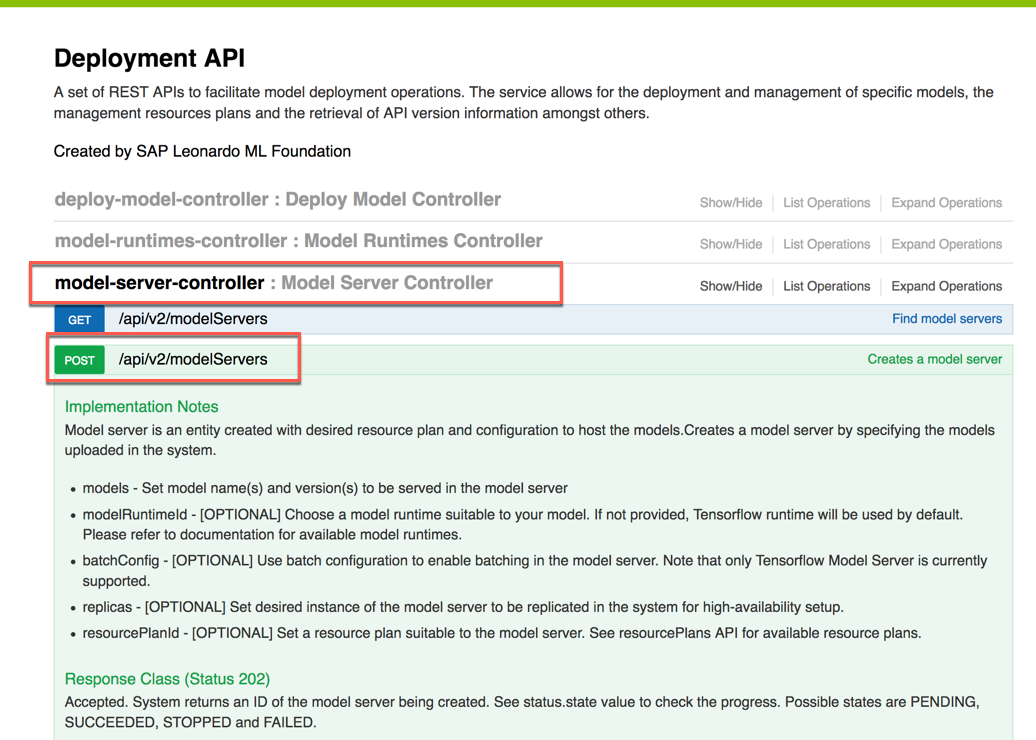 Deployment API
A set of REST APIs to facilitate model deployment operations. The service allows for the deployment and management of specific models, the
management resources plans and the retrieval of API version information amongst others.
Created by SAP Leonardo ML Foundation
deploy-model-controller : Deploy Model Controller Show/Hide List Operations Expand Operations
model-runtimes-controller : Model Runtimes Controller Show/Hide List Operations Expand Operations
model-server-controller : Model Server Controller Show/Hide List Operations Expand Operations
GET /api/v2/modelServers Find model servers
POST /api/v2/modelServers Creates a model server
Implementation Notes
Model server is an entity created with desired resource plan and configuration to host the models.Creates a model server by specifying the models
uploaded in the system.
• models - Set model name(s) and version(s) to be served in the model server
• modelRuntimeId - [OPTIONAL] Choose a model runtime suitable to your model. If not provided, Tensorflow runtime will be used by default.
Please refer to documentation for available model runtimes.
• batchConfig - [OPTIONAL] Use batch configuration to enable batching in the model server. Note that only Tensorflow Model Server is currently
supported.
• replicas - [OPTIONAL] Set desired instance of the model server to be replicated in the system for high-availability setup.
• resourcePlanId - [OPTIONAL] Set a resource plan suitable to the model server. See resourcePlans API for available resource plans.
Response Class (Status 202)
Accepted. System returns an ID of the model server being created. See status.state value to check the progress. Possible states are PENDING,
SUCCEEDED, STOPPED and FAILED.